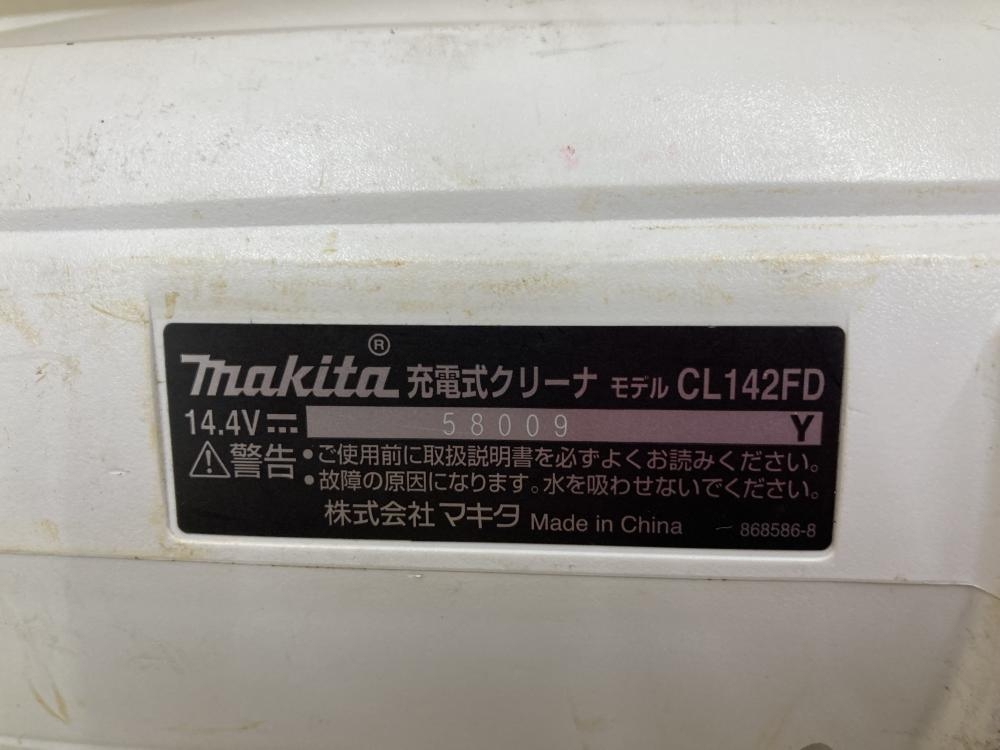 makita® 充電式クリーナ モデル CL142FD
14.4V⎓ 58009 Y
⚠警告 •ご使用前に取扱説明書を必ずよくお読みください。
•故障の原因になります。水を吸わせないでください。
株式会社 マキタ Made in China 868586-8